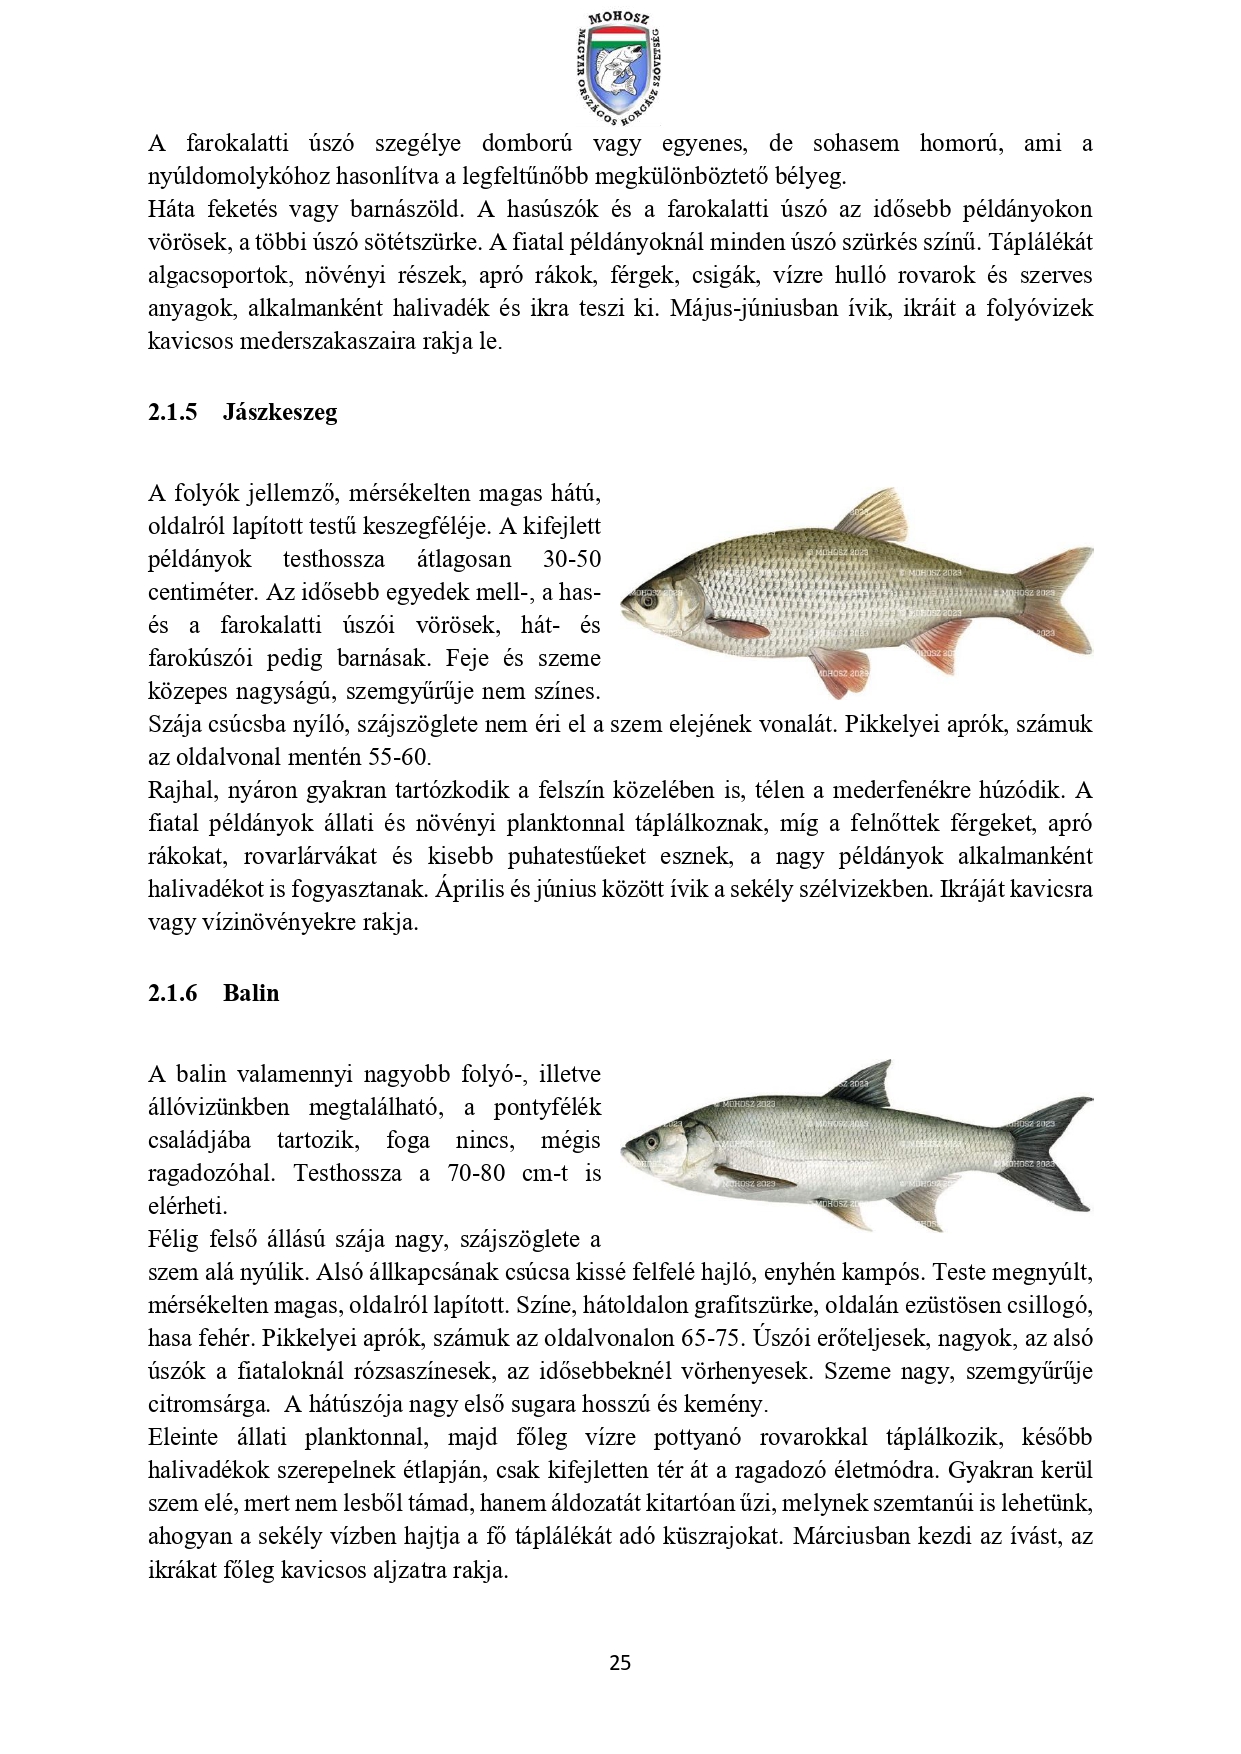 MOHOSZ
MAGYAR ORSZÁGOS HORGÁSZ SZÖVETSÉG
A farokalatti úszó szegélye domború vagy egyenes, de sohasem homorú, ami a
nyúldomolykóhoz hasonlítva a legfeltűnőbb megkülönböztető bélyeg.
Háta feketés vagy barnászöld. A hasúszók és a farokalatti úszó az idősebb példányokon
vörösek, a többi úszó sötétszürke. A fiatal példányoknál minden úszó szürkés színű. Táplálékát
algacsoportok, növényi részek, apró rákok, férgek, csigák, vízre hulló rovarok és szerves
anyagok, alkalmanként halivadék és ikra teszi ki. Május-júniusban ívik, ikráit a folyóvizek
kavicsos mederszakaszaira rakja le.
2.1.5 Jászkeszeg
A folyók jellemző, mérsékelten magas hátú,
oldalról lapított testű keszegféléje. A kifejlett
példányok testhossza átlagosan 30-50
centiméter. Az idősebb egyedek mell-, a has-
és a farokalatti úszói vörösek, hát- és
farokúszói pedig barnásak. Feje és szeme
közepes nagyságú, szemgyűrűje nem színes.
Szája csúcsba nyíló, szájszöglete nem éri el a szem elejének vonalát. Pikkelyei aprók, számuk
az oldalvonal mentén 55-60.
Rajhal, nyáron gyakran tartózkodik a felszín közelében is, télen a mederfenékre húzódik. A
fiatal példányok állati és növényi planktonnal táplálkoznak, míg a felnőttek férgeket, apró
rákokat, rovarlárvákat és kisebb puhatestűeket esznek, a nagy példányok alkalmanként
halivadékot is fogyasztanak. Április és június között ívik a sekély szélvizekben. Ikráját kavicsra
vagy vízinövényekre rakja.
2.1.6 Balin
A balin valamennyi nagyobb folyó-, illetve
állóvizünkben megtalálható, a pontyfélék
családjába tartozik, foga nincs, mégis
ragadozóhal. Testhossza a 70-80 cm-t is
elérheti.
Félig felső állású szája nagy, szájszöglete a
szem alá nyúlik. Alsó állkapcsának csúcsa kissé felfelé hajló, enyhén kampós. Teste megnyúlt,
mérsékelten magas, oldalról lapított. Színe, hátoldalon grafitszürke, oldalán ezüstösen csillogó,
hasa fehér. Pikkelyei aprók, számuk az oldalvonalon 65-75. Úszói erőteljesek, nagyok, az alsó
úszók a fiataloknál rózsaszínesek, az idősebbeknél vörhenyesek. Szeme nagy, szemgyűrűje
citromsárga. A hátúszója nagy első sugara hosszú és kemény.
Eleinte állati planktonnal, majd főleg vízre pottyanó rovarokkal táplálkozik, később
halivadékok szerepelnek étlapján, csak kifejletten tér át a ragadozó életmódra. Gyakran kerül
szem elé, mert nem lesből támad, hanem áldozatát kitartóan űzi, melynek szemtanúi is lehetünk,
ahogyan a sekély vízben hajtja a fő táplálékát adó küszrajokat. Márciusban kezdi az ívást, az
ikrákat főleg kavicsos aljzatra rakja.
25